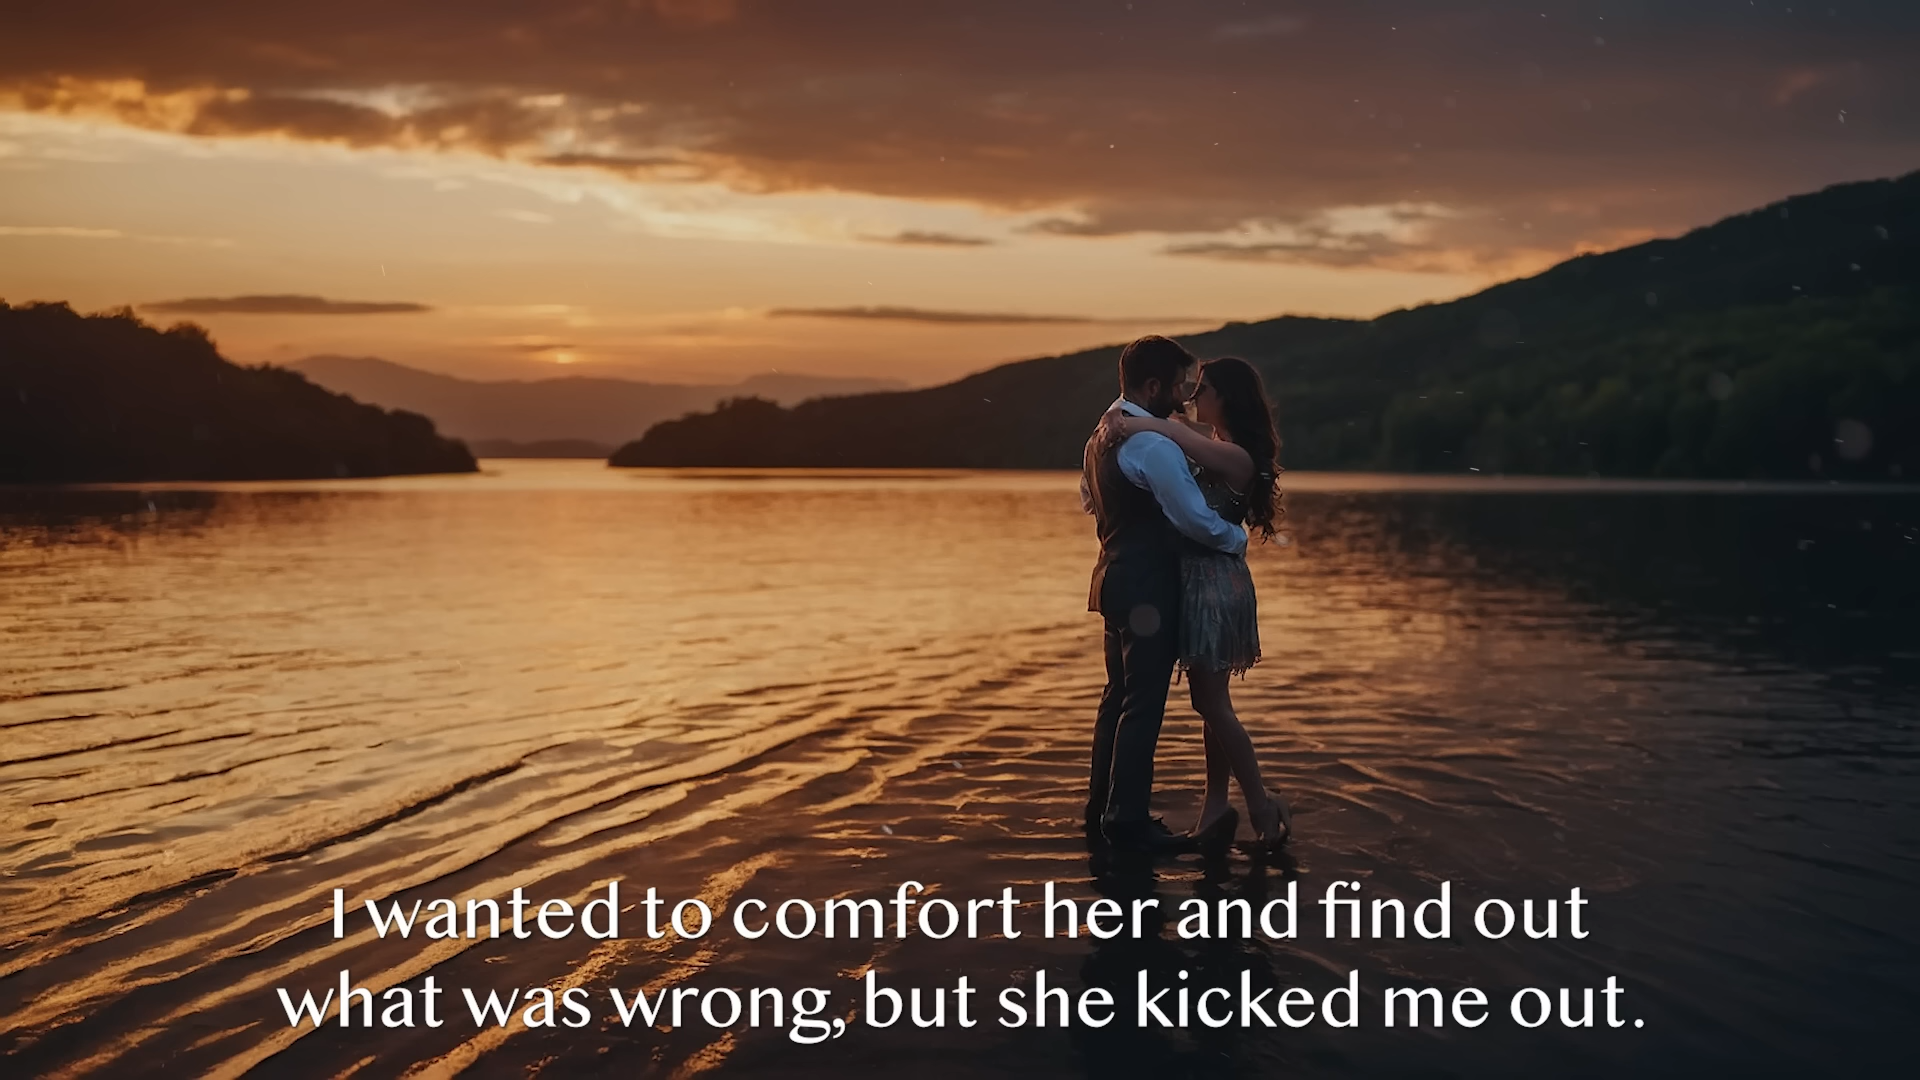 I wanted to comfort her and find out
what was wrong, but she kicked me out.